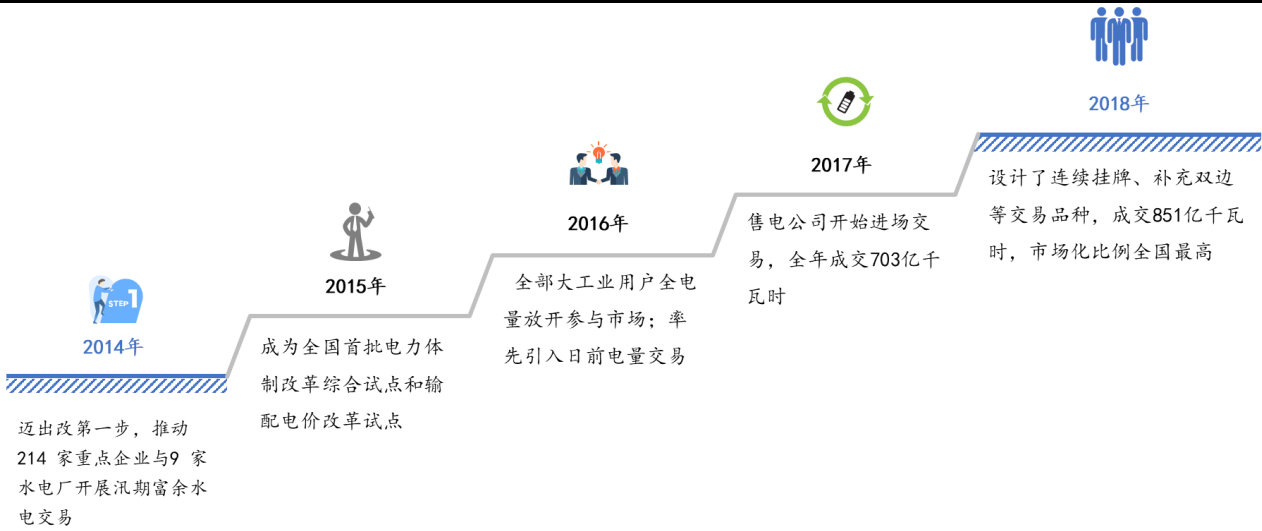 STEP 1
2014年
迈出改第一步，推动
214 家重点企业与9 家
水电厂开展汛期富余水
电交易
2015年
成为全国首批电力体
制改革综合试点和输
配电价改革试点
2016年
全部大工业用户全电
量放开参与市场；率
先引入日前电量交易
2017年
售电公司开始进场交
易，全年成交703亿千
瓦时
2018年
设计了连续挂牌、补充双边
等交易品种，成交851亿千瓦
时，市场化比例全国最高